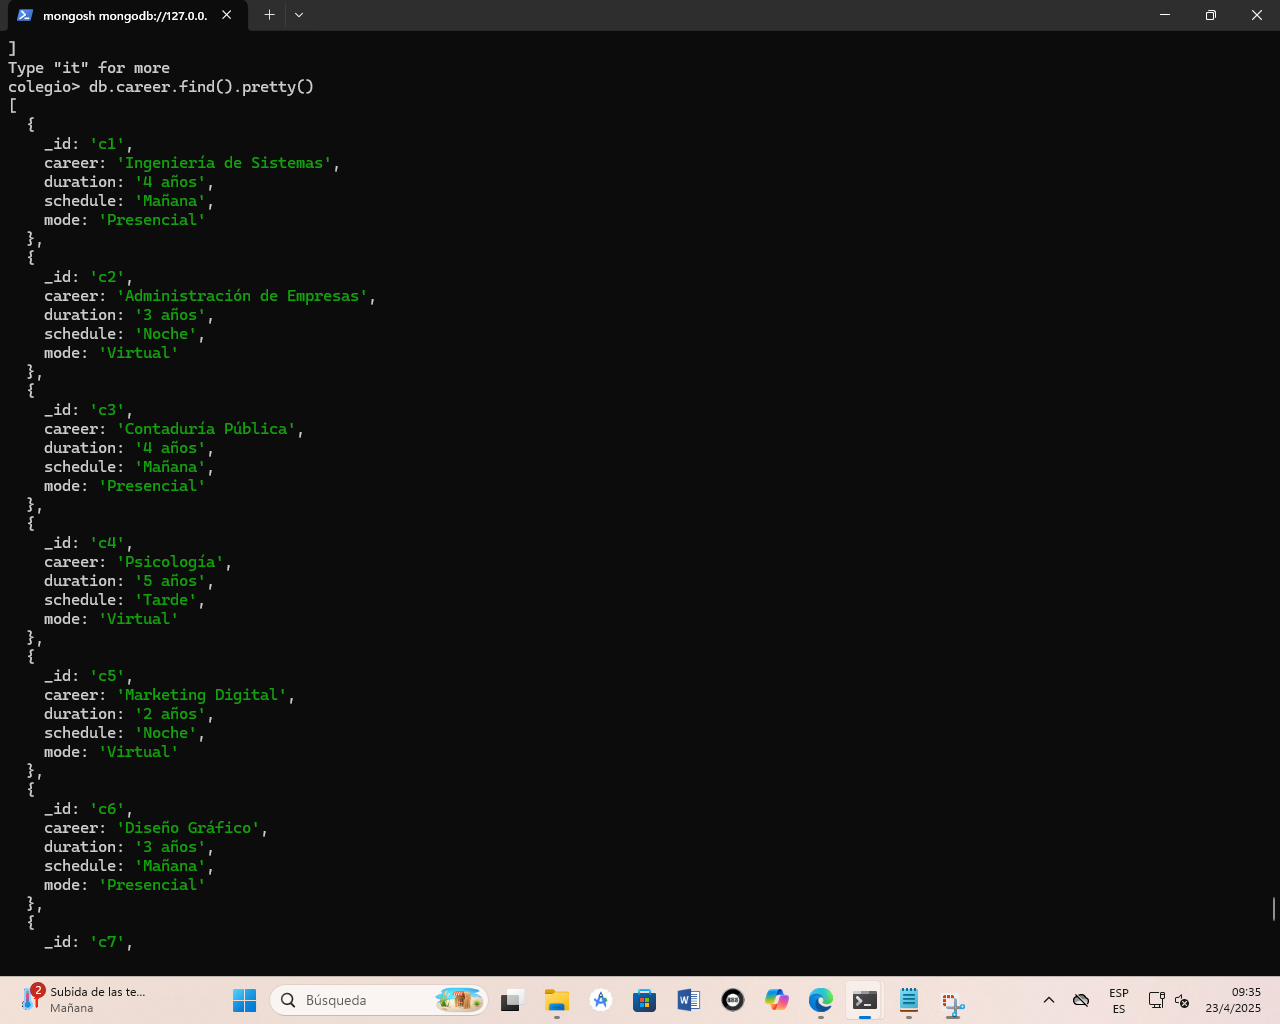 mongosh mongodb://127.0.0.
]
Type "it" for more
colegio> db.career.find().pretty()
[
  {
    _id: 'c1',
    career: 'Ingeniería de Sistemas',
    duration: '4 años',
    schedule: 'Mañana',
    mode: 'Presencial'
  },
  {
    _id: 'c2',
    career: 'Administración de Empresas',
    duration: '3 años',
    schedule: 'Noche',
    mode: 'Virtual'
  },
  {
    _id: 'c3',
    career: 'Contaduría Pública',
    duration: '4 años',
    schedule: 'Mañana',
    mode: 'Presencial'
  },
  {
    _id: 'c4',
    career: 'Psicología',
    duration: '5 años',
    schedule: 'Tarde',
    mode: 'Virtual'
  },
  {
    _id: 'c5',
    career: 'Marketing Digital',
    duration: '2 años',
    schedule: 'Noche',
    mode: 'Virtual'
  },
  {
    _id: 'c6',
    career: 'Diseño Gráfico',
    duration: '3 años',
    schedule: 'Mañana',
    mode: 'Presencial'
  },
  {
    _id: 'c7',
2
Subida de las te...
Mañana
Búsqueda
ESP
ES
09:35
23/4/2025